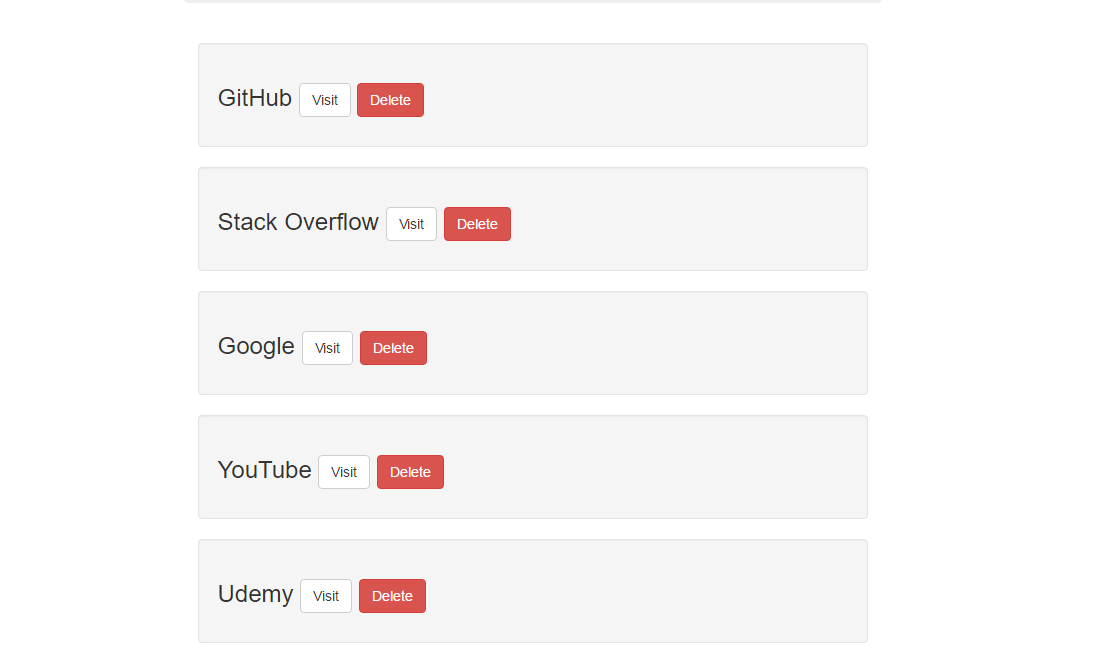 GitHub Visit Delete
Stack Overflow Visit Delete
Google Visit Delete
YouTube Visit Delete
Udemy Visit Delete